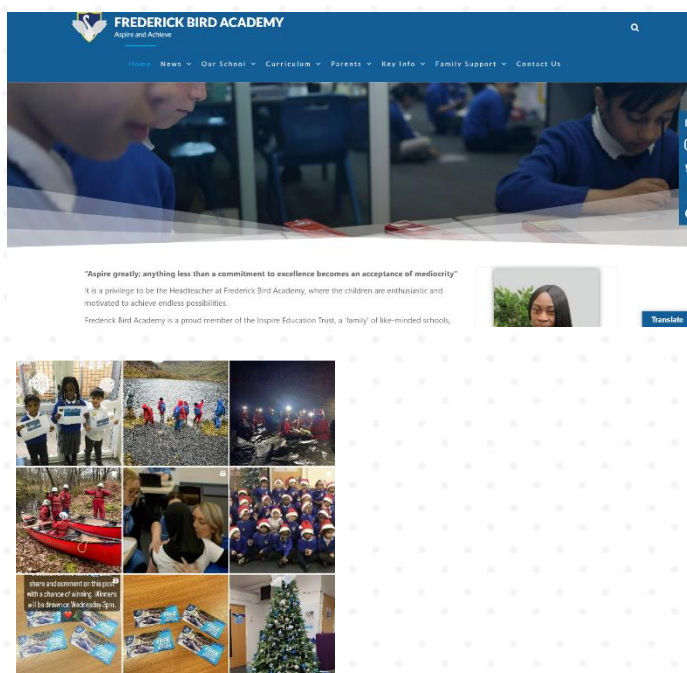 FREDERICK BIRD ACADEMY
Aspire and Achieve
Home News Our School Curriculum Parents Key Info Family Support Contact Us
"Aspire greatly; anything less than a commitment to excellence becomes an acceptance of mediocrity"
It is a privilege to be the Headteacher at Frederick Bird Academy, where the children are enthusiastic and
motivated to achieve endless possibilities.
Frederick Bird Academy is a proud member of the Inspire Education Trust, a 'family' of like-minded schools,
Translate
share and comment on this post
with a chance of winning. Winners
will be drawn on Wednesday 3pm.